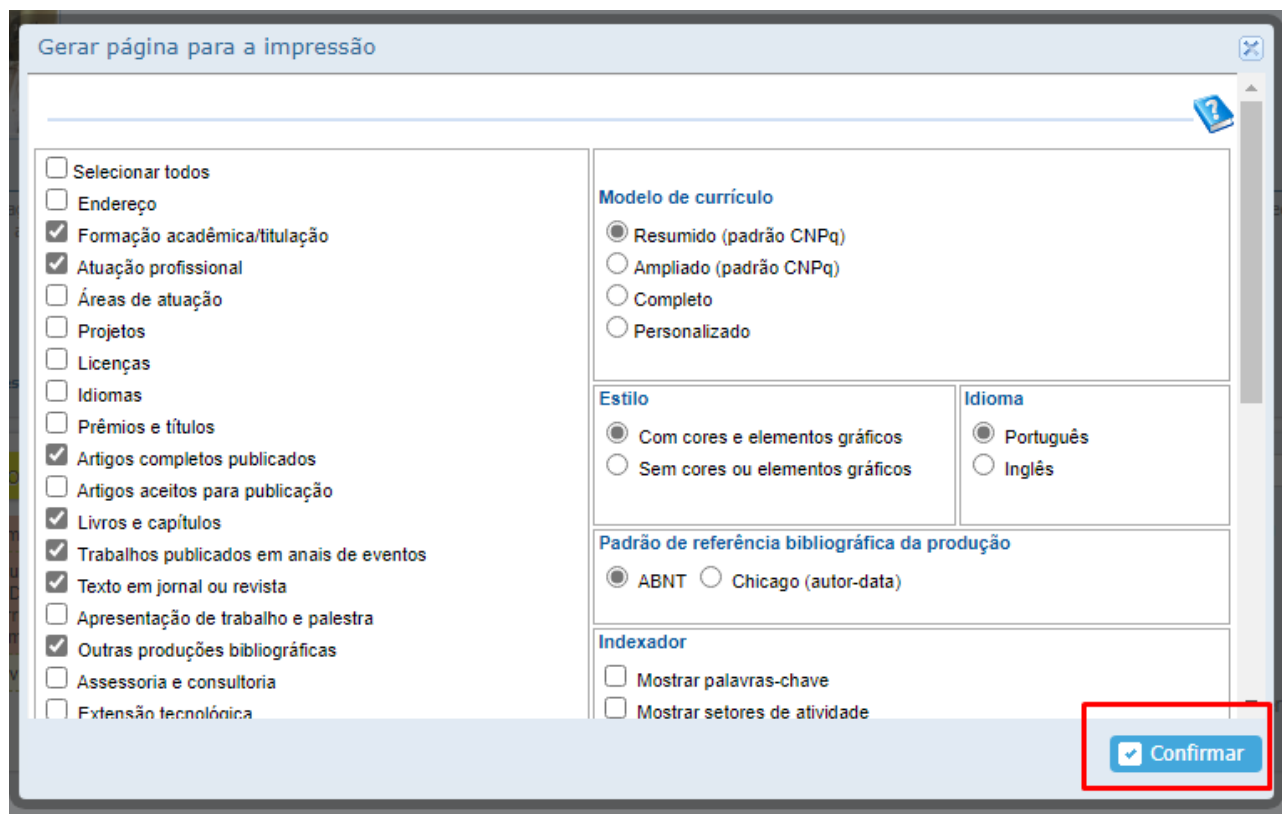 Gerar página para a impressão
Selecionar todos
Endereço
Formação acadêmica/titulação
Atuação profissional
Áreas de atuação
Projetos
Licenças
Idiomas
Prêmios e títulos
Artigos completos publicados
Artigos aceitos para publicação
Livros e capítulos
Trabalhos publicados em anais de eventos
Texto em jornal ou revista
Apresentação de trabalho e palestra
Outras produções bibliográficas
Assessoria e consultoria
Extensão tecnológica
Modelo de currículo
Resumido (padrão CNPq)
Ampliado (padrão CNPq)
Completo
Personalizado
Estilo
Com cores e elementos gráficos
Sem cores ou elementos gráficos
Idioma
Português
Inglês
Padrão de referência bibliográfica da produção
ABNT Chicago (autor-data)
Indexador
Mostrar palavras-chave
Mostrar setores de atividade
Confirmar